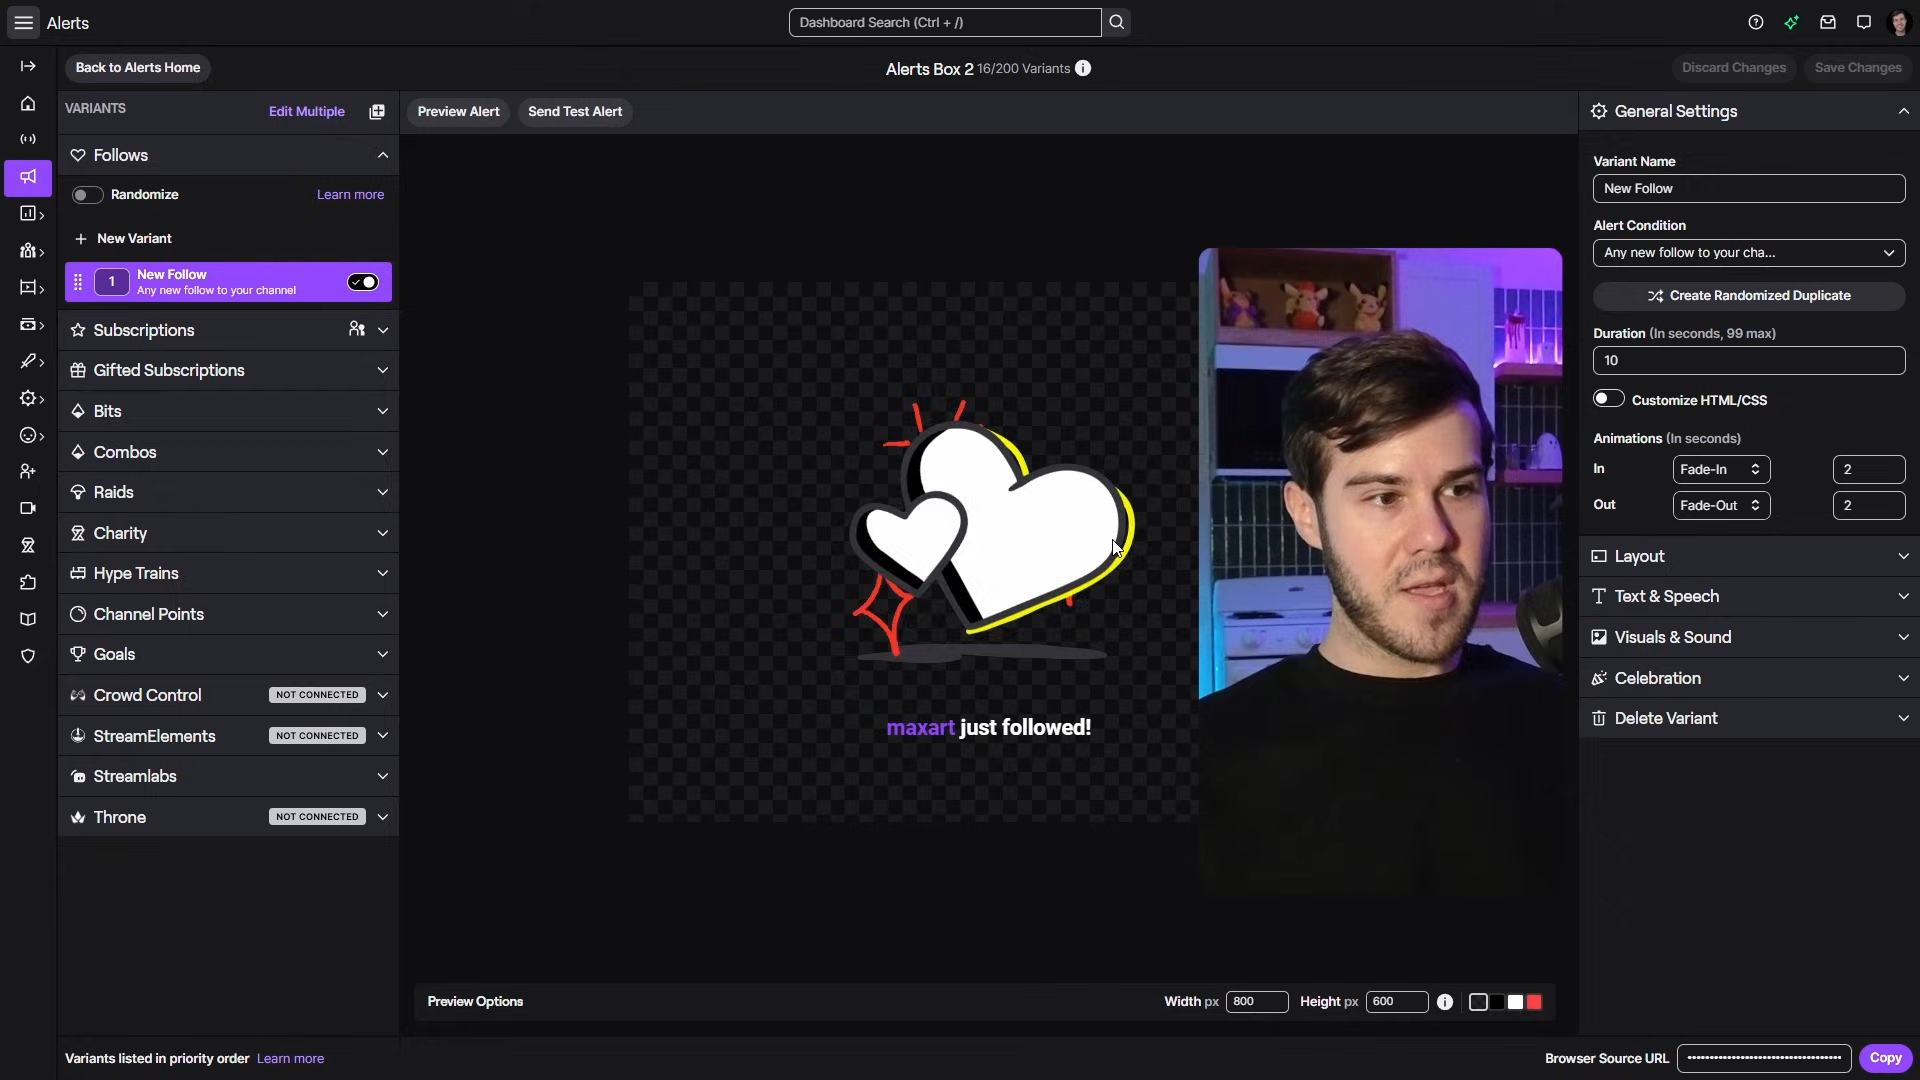 Alerts
Dashboard Search (Ctrl + /)
Back to Alerts Home
Alerts Box 2 16/200 Variants
Discard Changes
Save Changes
VARIANTS
Edit Multiple
Preview Alert
Send Test Alert
General Settings
Follows
Randomize
Learn more
New Variant
1
New Follow
Any new follow to your channel
Subscriptions
Gifted Subscriptions
Bits
Combos
Raids
Charity
Hype Trains
Channel Points
Goals
Crowd Control NOT CONNECTED
StreamElements NOT CONNECTED
Streamlabs
Throne NOT CONNECTED
maxart just followed!
Variant Name
New Follow
Alert Condition
Any new follow to your cha...
Create Randomized Duplicate
Duration (In seconds, 99 max)
10
Customize HTML/CSS
Animations (In seconds)
In Fade-In 2
Out Fade-Out 2
Layout
Text & Speech
Visuals & Sound
Celebration
Delete Variant
Preview Options
Width px 800 Height px 600
Variants listed in priority order Learn more
Browser Source URL
Copy